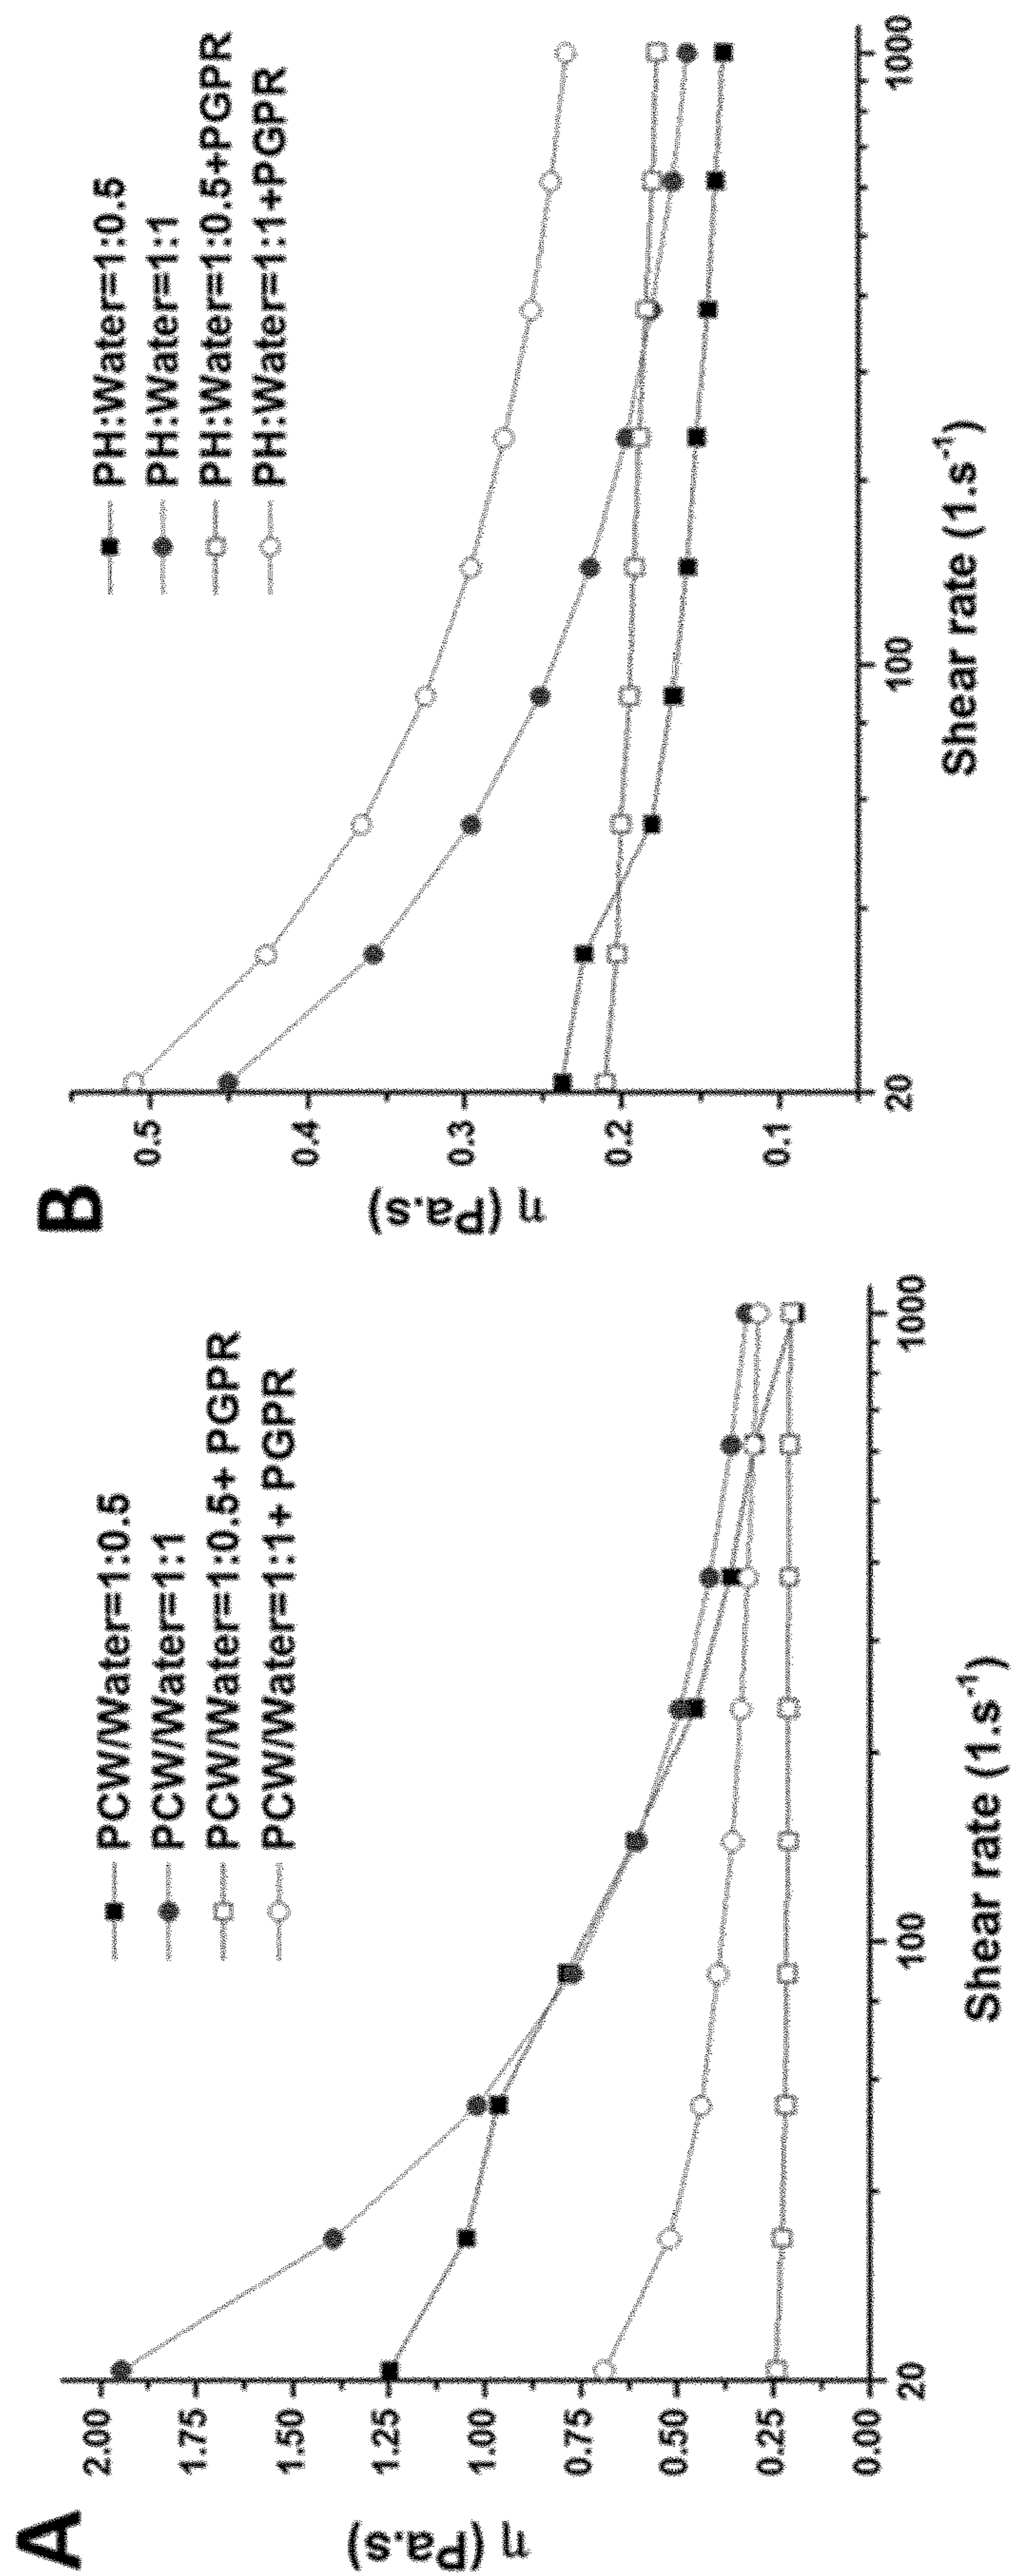 A
η (Pa.s)
2.00
1.75
1.50
1.25
1.00
0.75
0.50
0.25
0.00
20
100
1000
Shear rate (1.s⁻¹)
PCW/Water=1:0.5
PCW/Water=1:1
PCW/Water=1:0.5+ PGPR
PCW/Water=1:1+ PGPR
B
η (Pa.s)
0.5
0.4
0.3
0.2
0.1
20
100
1000
Shear rate (1.s⁻¹)
PH:Water=1:0.5
PH:Water=1:1
PH:Water=1:0.5+PGPR
PH:Water=1:1+PGPR